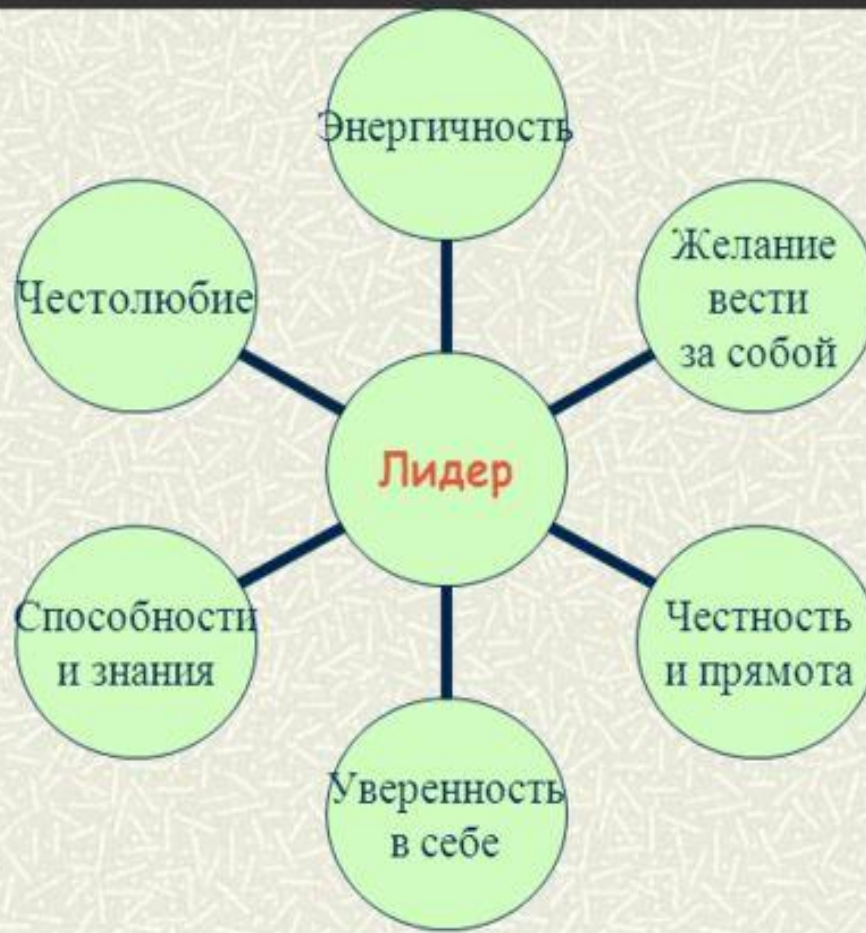 Энергичность
Желание
вести
за собой
Честолюбие
Лидер
Способности
и знания
Честность
и прямота
Уверенность
в себе